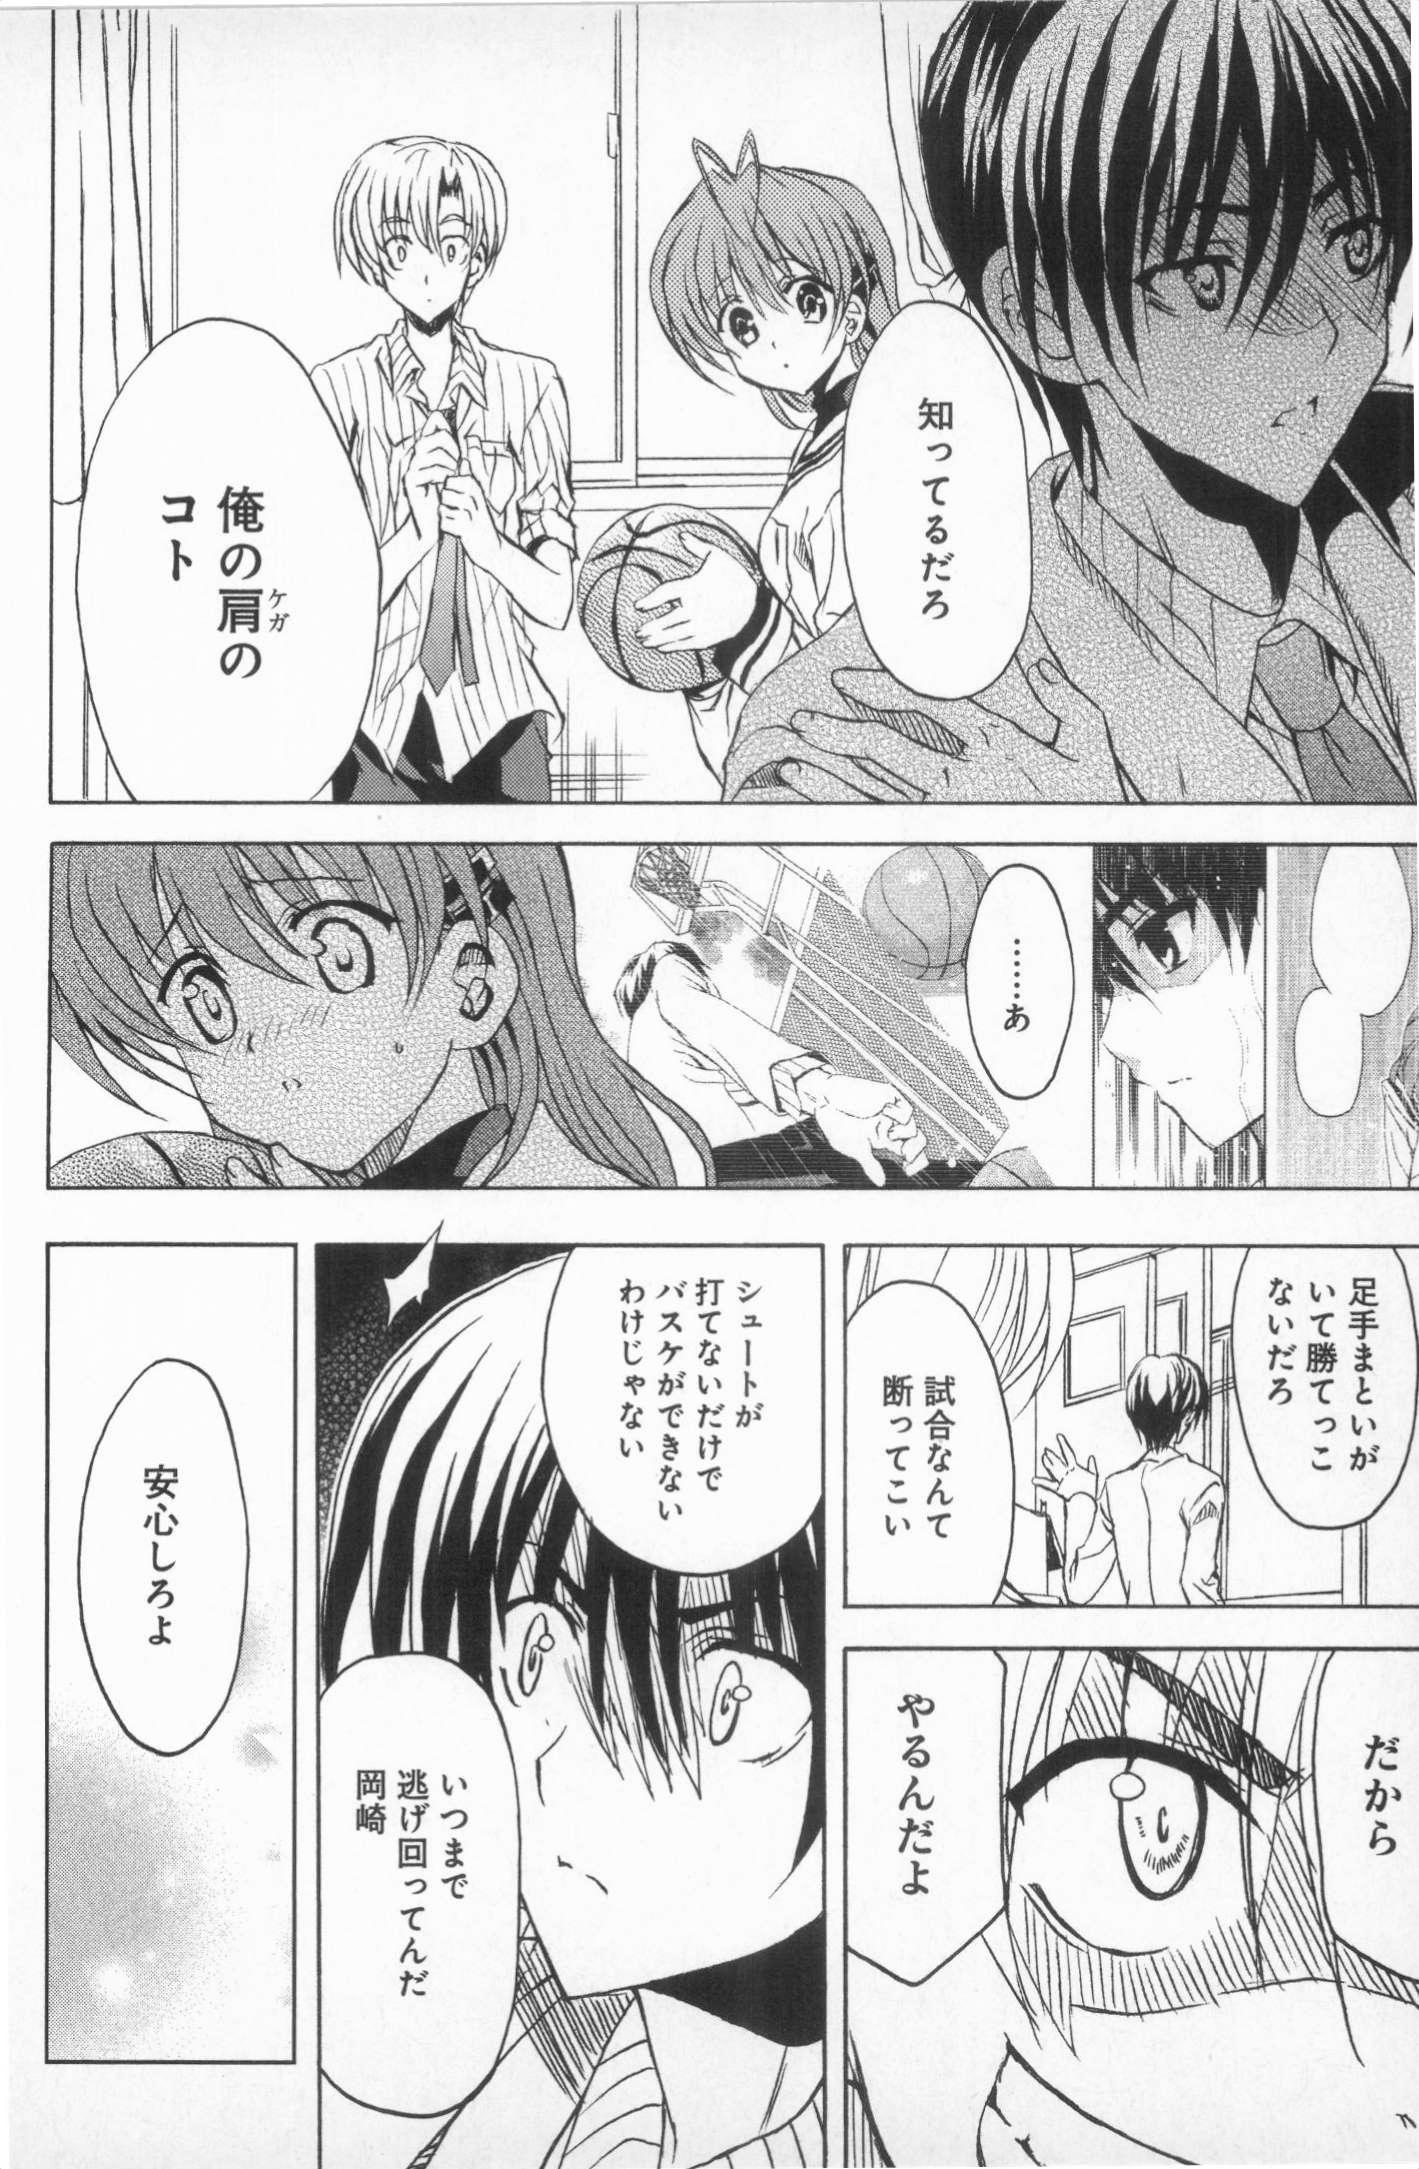 知ってるだろ
俺の肩の
ケガ
コト
……あ
足手まといが
いて勝てっこ
ないだろ
試合なんて
断ってこい
だから
やるんだよ
シュートが
打てないだけで
バスケができない
わけじゃない
いつまで
逃げ回ってんだ
岡崎
安心しろよ